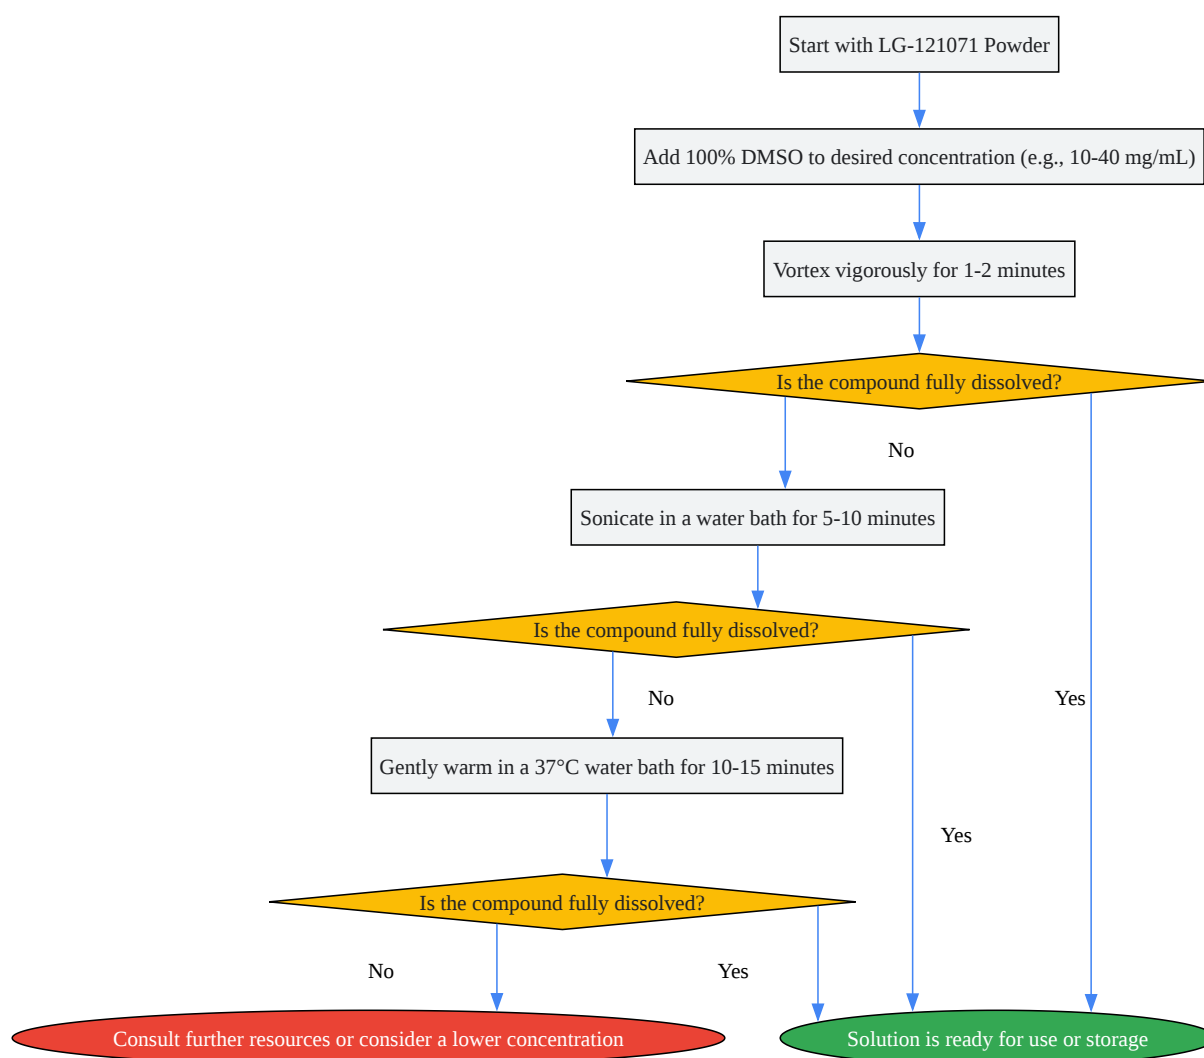 Start with LG-121071 Powder
Add 100% DMSO to desired concentration (e.g., 10-40 mg/mL)
Vortex vigorously for 1-2 minutes
Is the compound fully dissolved?
No
Sonicate in a water bath for 5-10 minutes
Is the compound fully dissolved?
No
Yes
Gently warm in a 37°C water bath for 10-15 minutes
Yes
Is the compound fully dissolved?
No
Yes
Consult further resources or consider a lower concentration
Solution is ready for use or storage